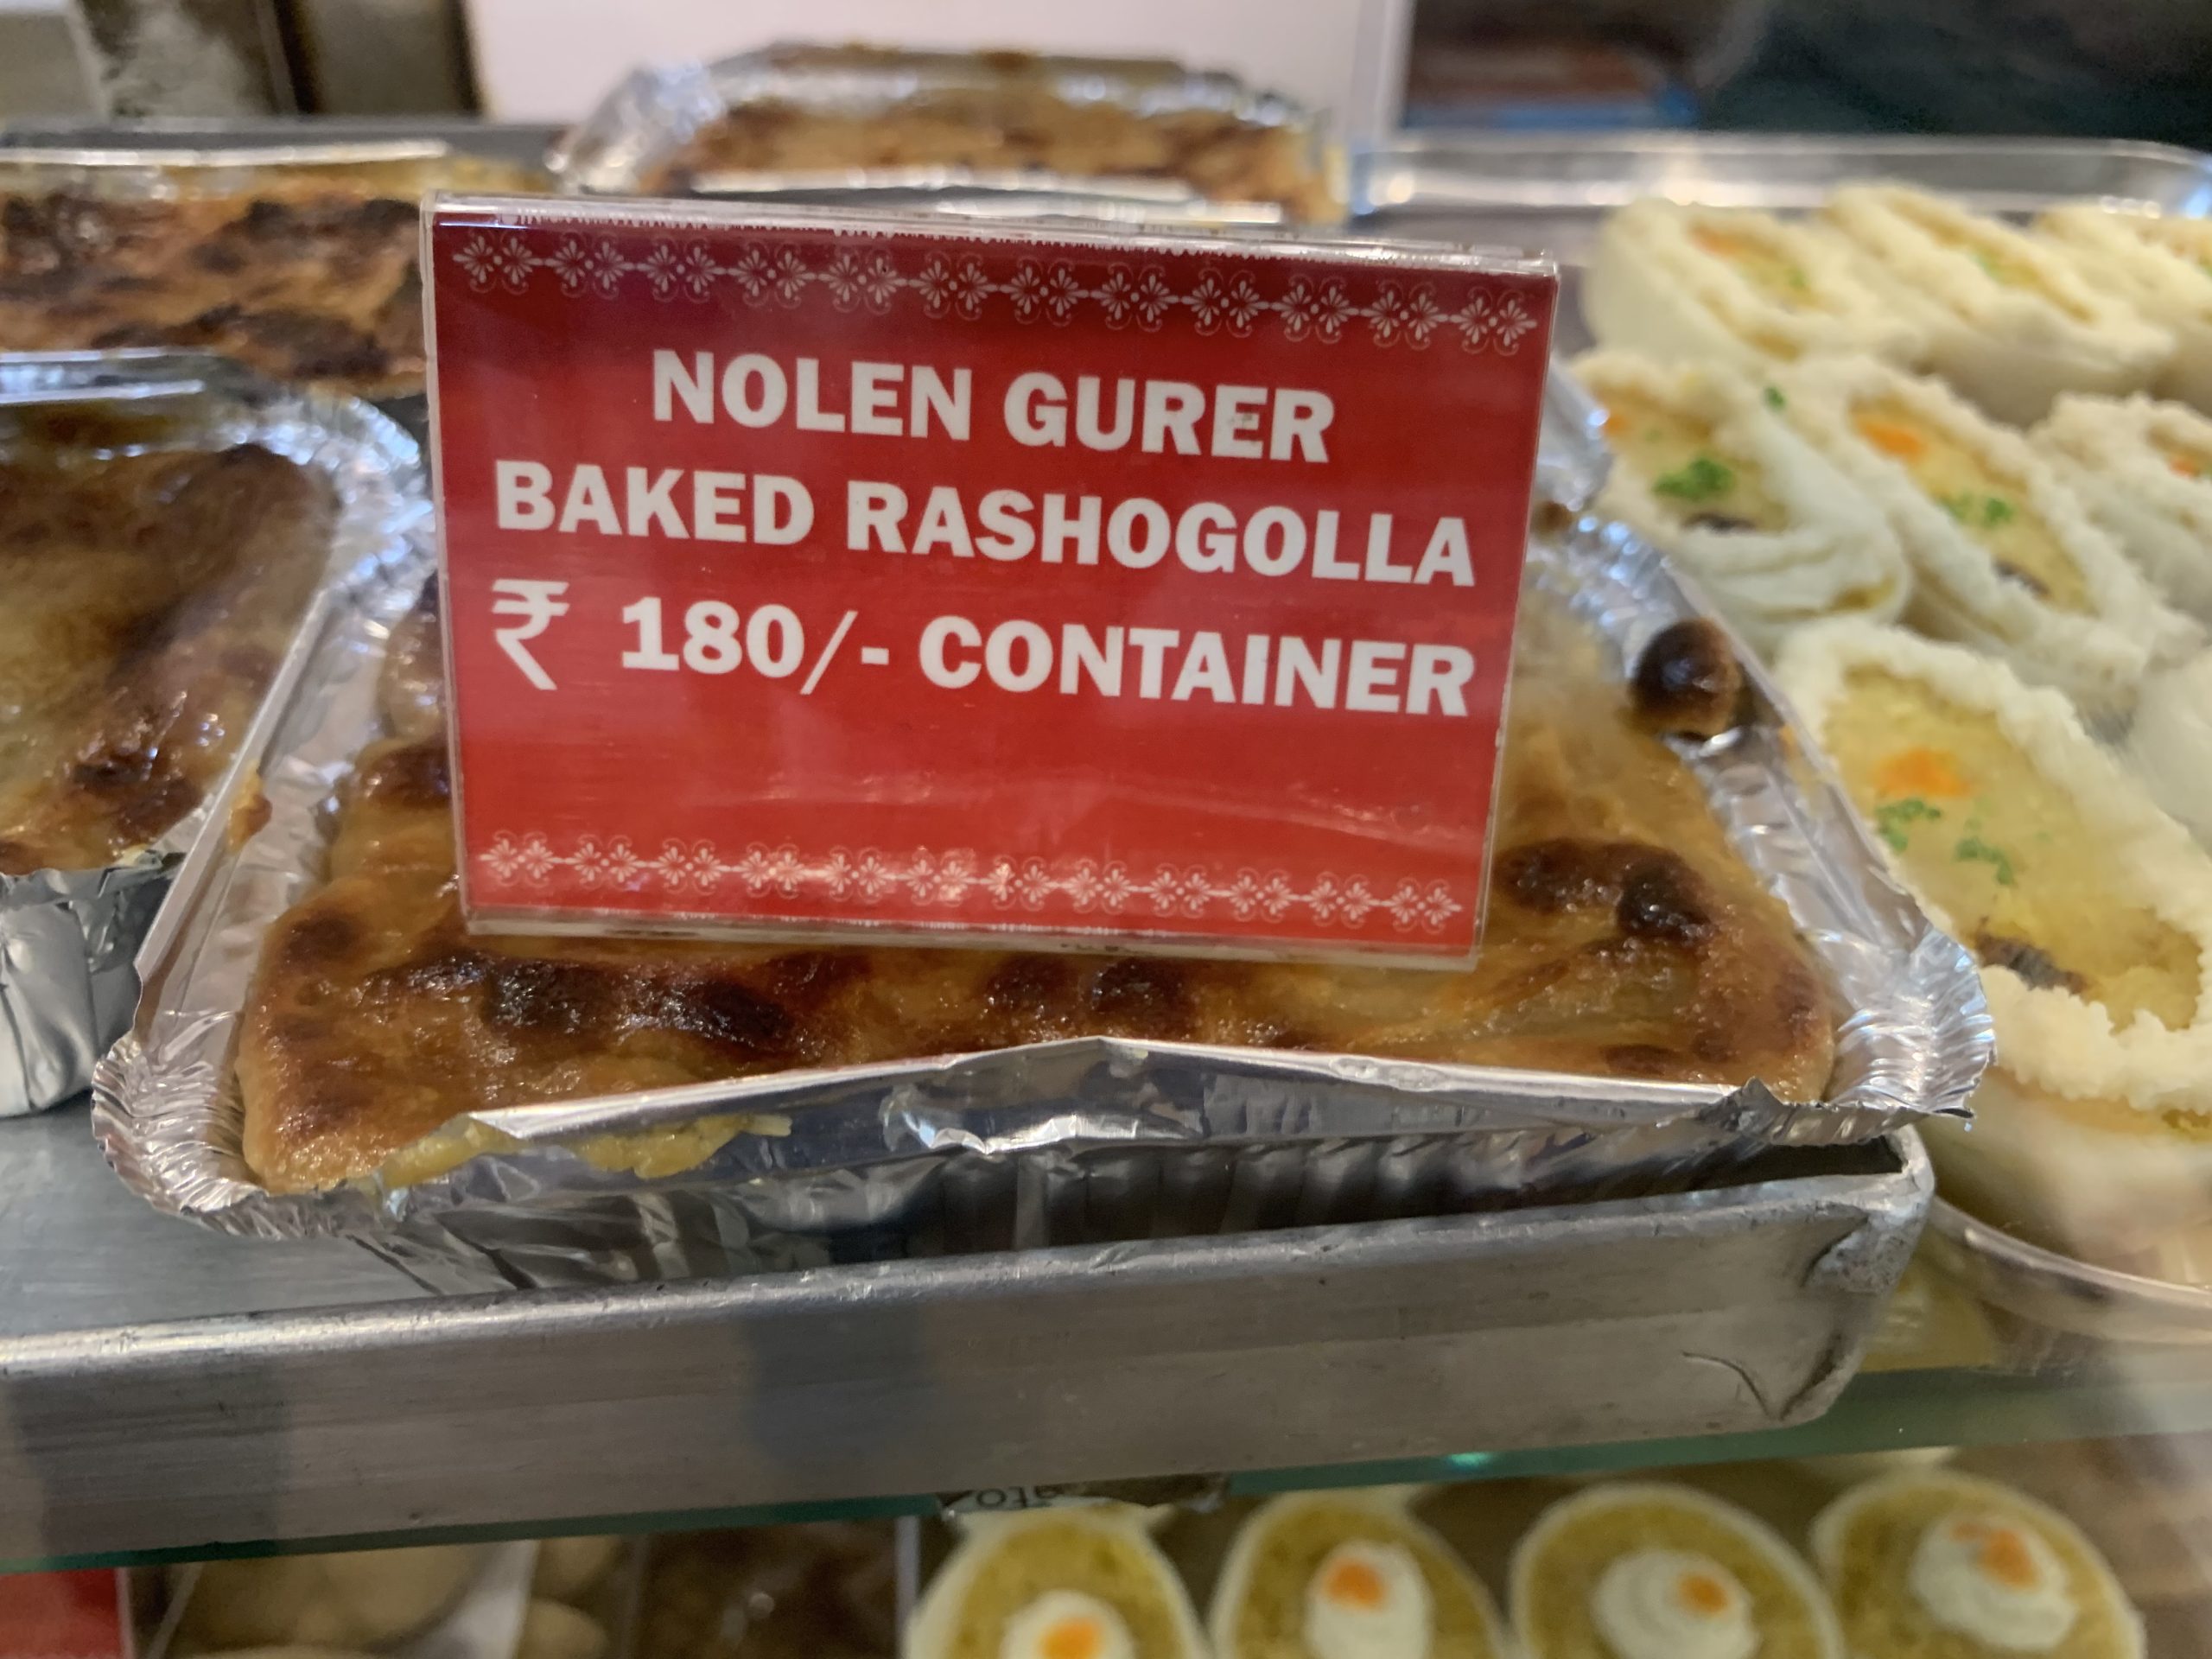 NOLEN GURER
BAKED RASHOGOLLA
₹ 180/- CONTAINER